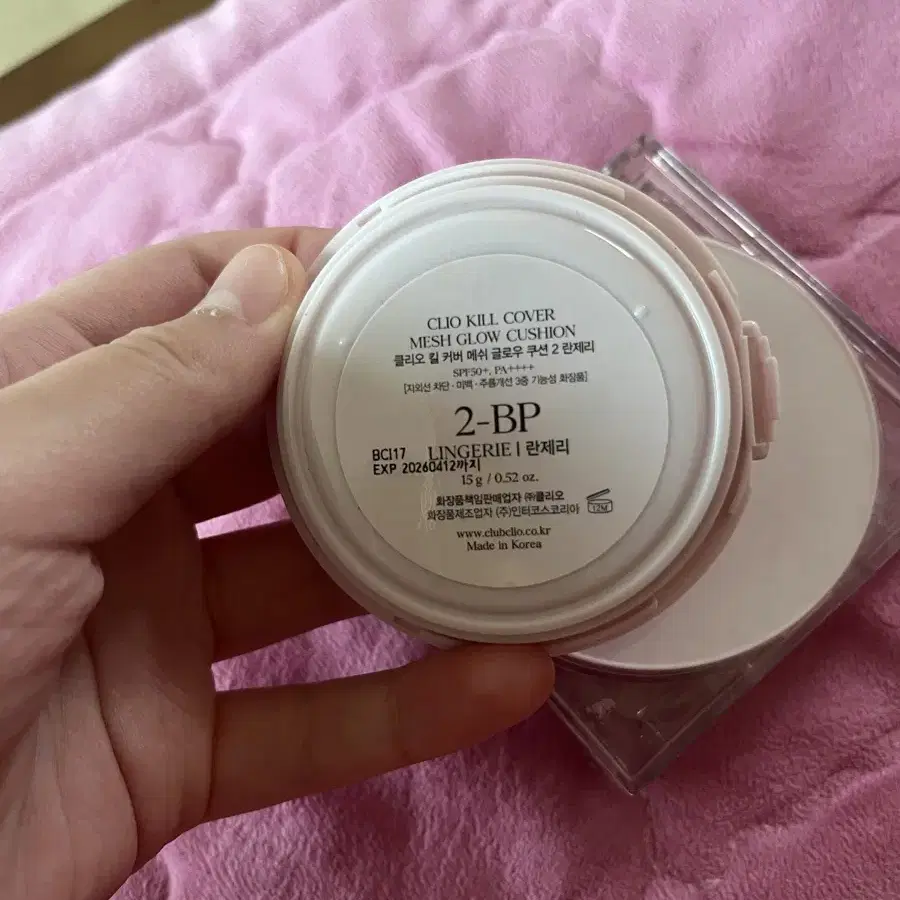 CLIO KILL COVER
MESH GLOW CUSHION
클리오 킬 커버 메쉬 글로우 쿠션 2 란제리
SPF50+, PA++++
[자외선 차단 · 미백 · 주름개선 3중 기능성 화장품]
2-BP
LINGERIE | 란제리
BCI17
EXP 20260412까지
15 g / 0.52 oz.
화장품책임판매업자 ㈜클리오
화장품제조업자 (주)인터코스코리아
12M
www.clubclio.co.kr
Made in Korea